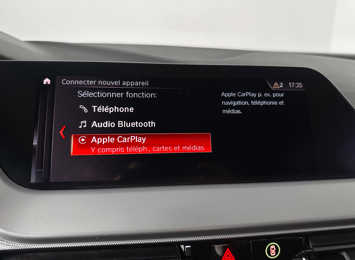 Connecter nouvel appareil
2 17:35
Sélectionner fonction:
Téléphone
Audio Bluetooth
Apple CarPlay
Y compris téléph., cartes et médias
Apple CarPlay p. ex. pour
navigation, téléphonie et
médias.